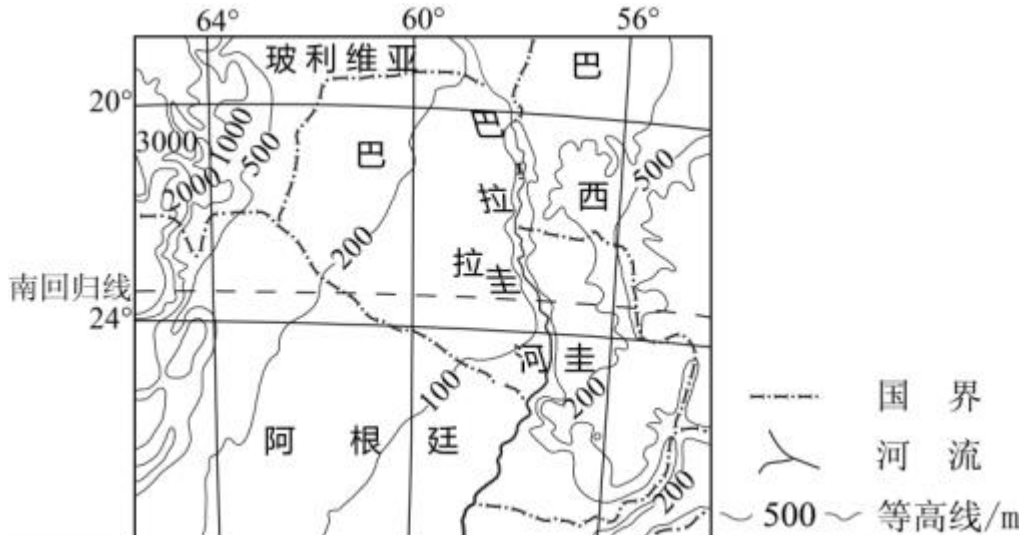 64° 60° 56°
玻利维亚
巴
20°
巴
3000 1000 500 巴 500
2000 拉 西
200 拉
圭
南回归线
24°
河 圭
100 200
阿根廷
200
国 界
河 流
500 等高线/m